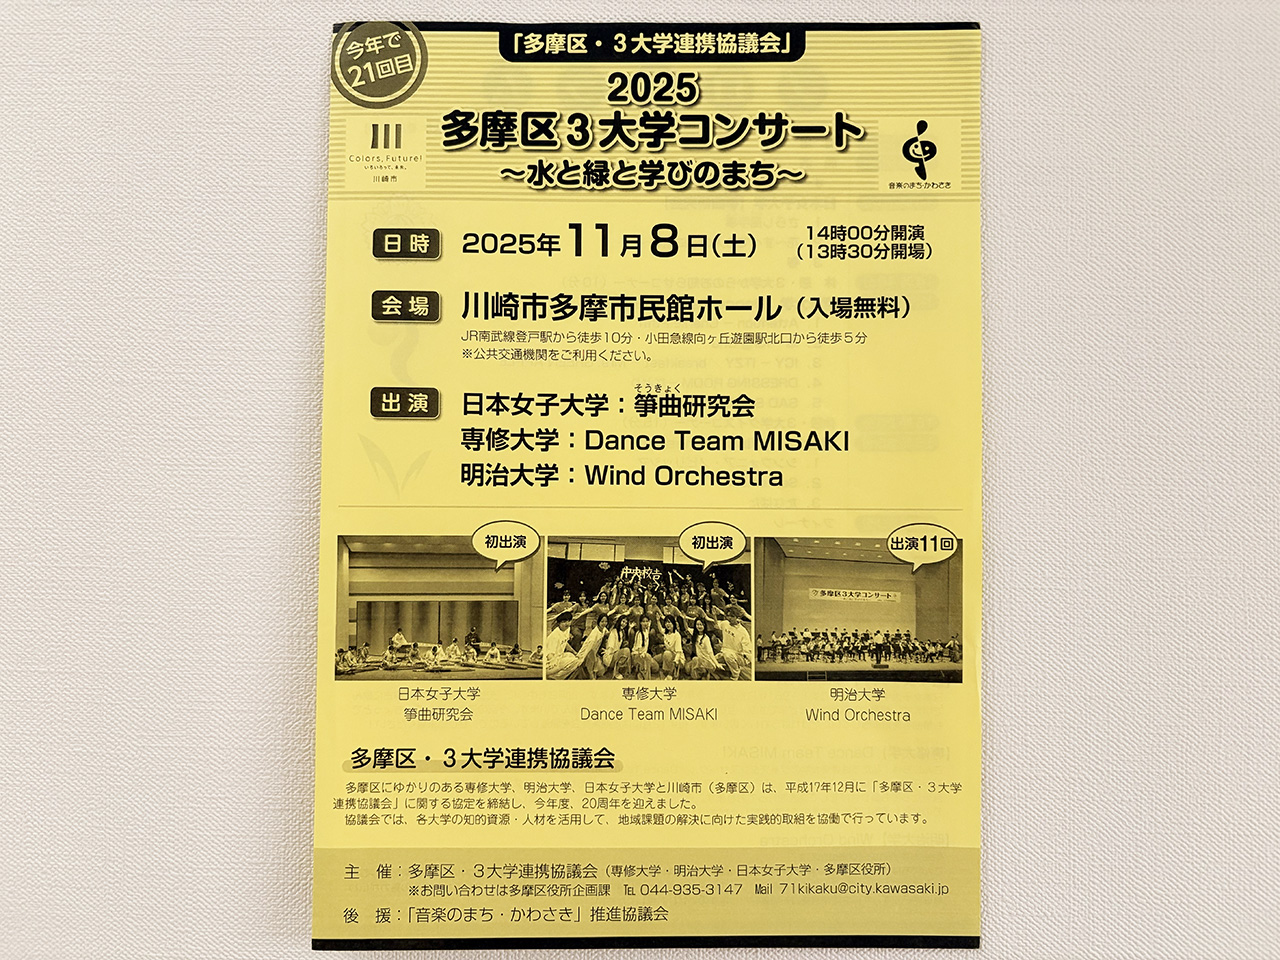 今年で
21回目
「多摩区・３大学連携協議会」
2025
多摩区３大学コンサート
～水と緑と学びのまち～
Colors, Future!
いろいろって、未来。
川崎市
音楽のまち・かわさき
日時
2025年11月8日(土)
14時00分開演
(13時30分開場)
会場
川崎市多摩市民館ホール（入場無料）
JR南武線登戸駅から徒歩10分・小田急線向ヶ丘遊園駅北口から徒歩５分
※公共交通機関をご利用ください。
出演
そうきょく
日本女子大学：箏曲研究会
専修大学：Dance Team MISAKI
明治大学：Wind Orchestra
初出演
初出演
出演11回
多摩区３大学コンサート
日本女子大学
箏曲研究会
専修大学
Dance Team MISAKI
明治大学
Wind Orchestra
多摩区・３大学連携協議会
多摩区にゆかりのある専修大学、明治大学、日本女子大学と川崎市（多摩区）は、平成17年12月に「多摩区・３大学
連携協議会」に関する協定を締結し、今年度、20周年を迎えました。
協議会では、各大学の知的資源・人材を活用して、地域課題の解決に向けた実践的取組を協働で行っています。
主　催：多摩区・３大学連携協議会（専修大学・明治大学・日本女子大学・多摩区役所）
※お問い合わせは多摩区役所企画課　℡ 044-935-3147　Mail 71kikaku@city.kawasaki.jp
後　援：「音楽のまち・かわさき」推進協議会